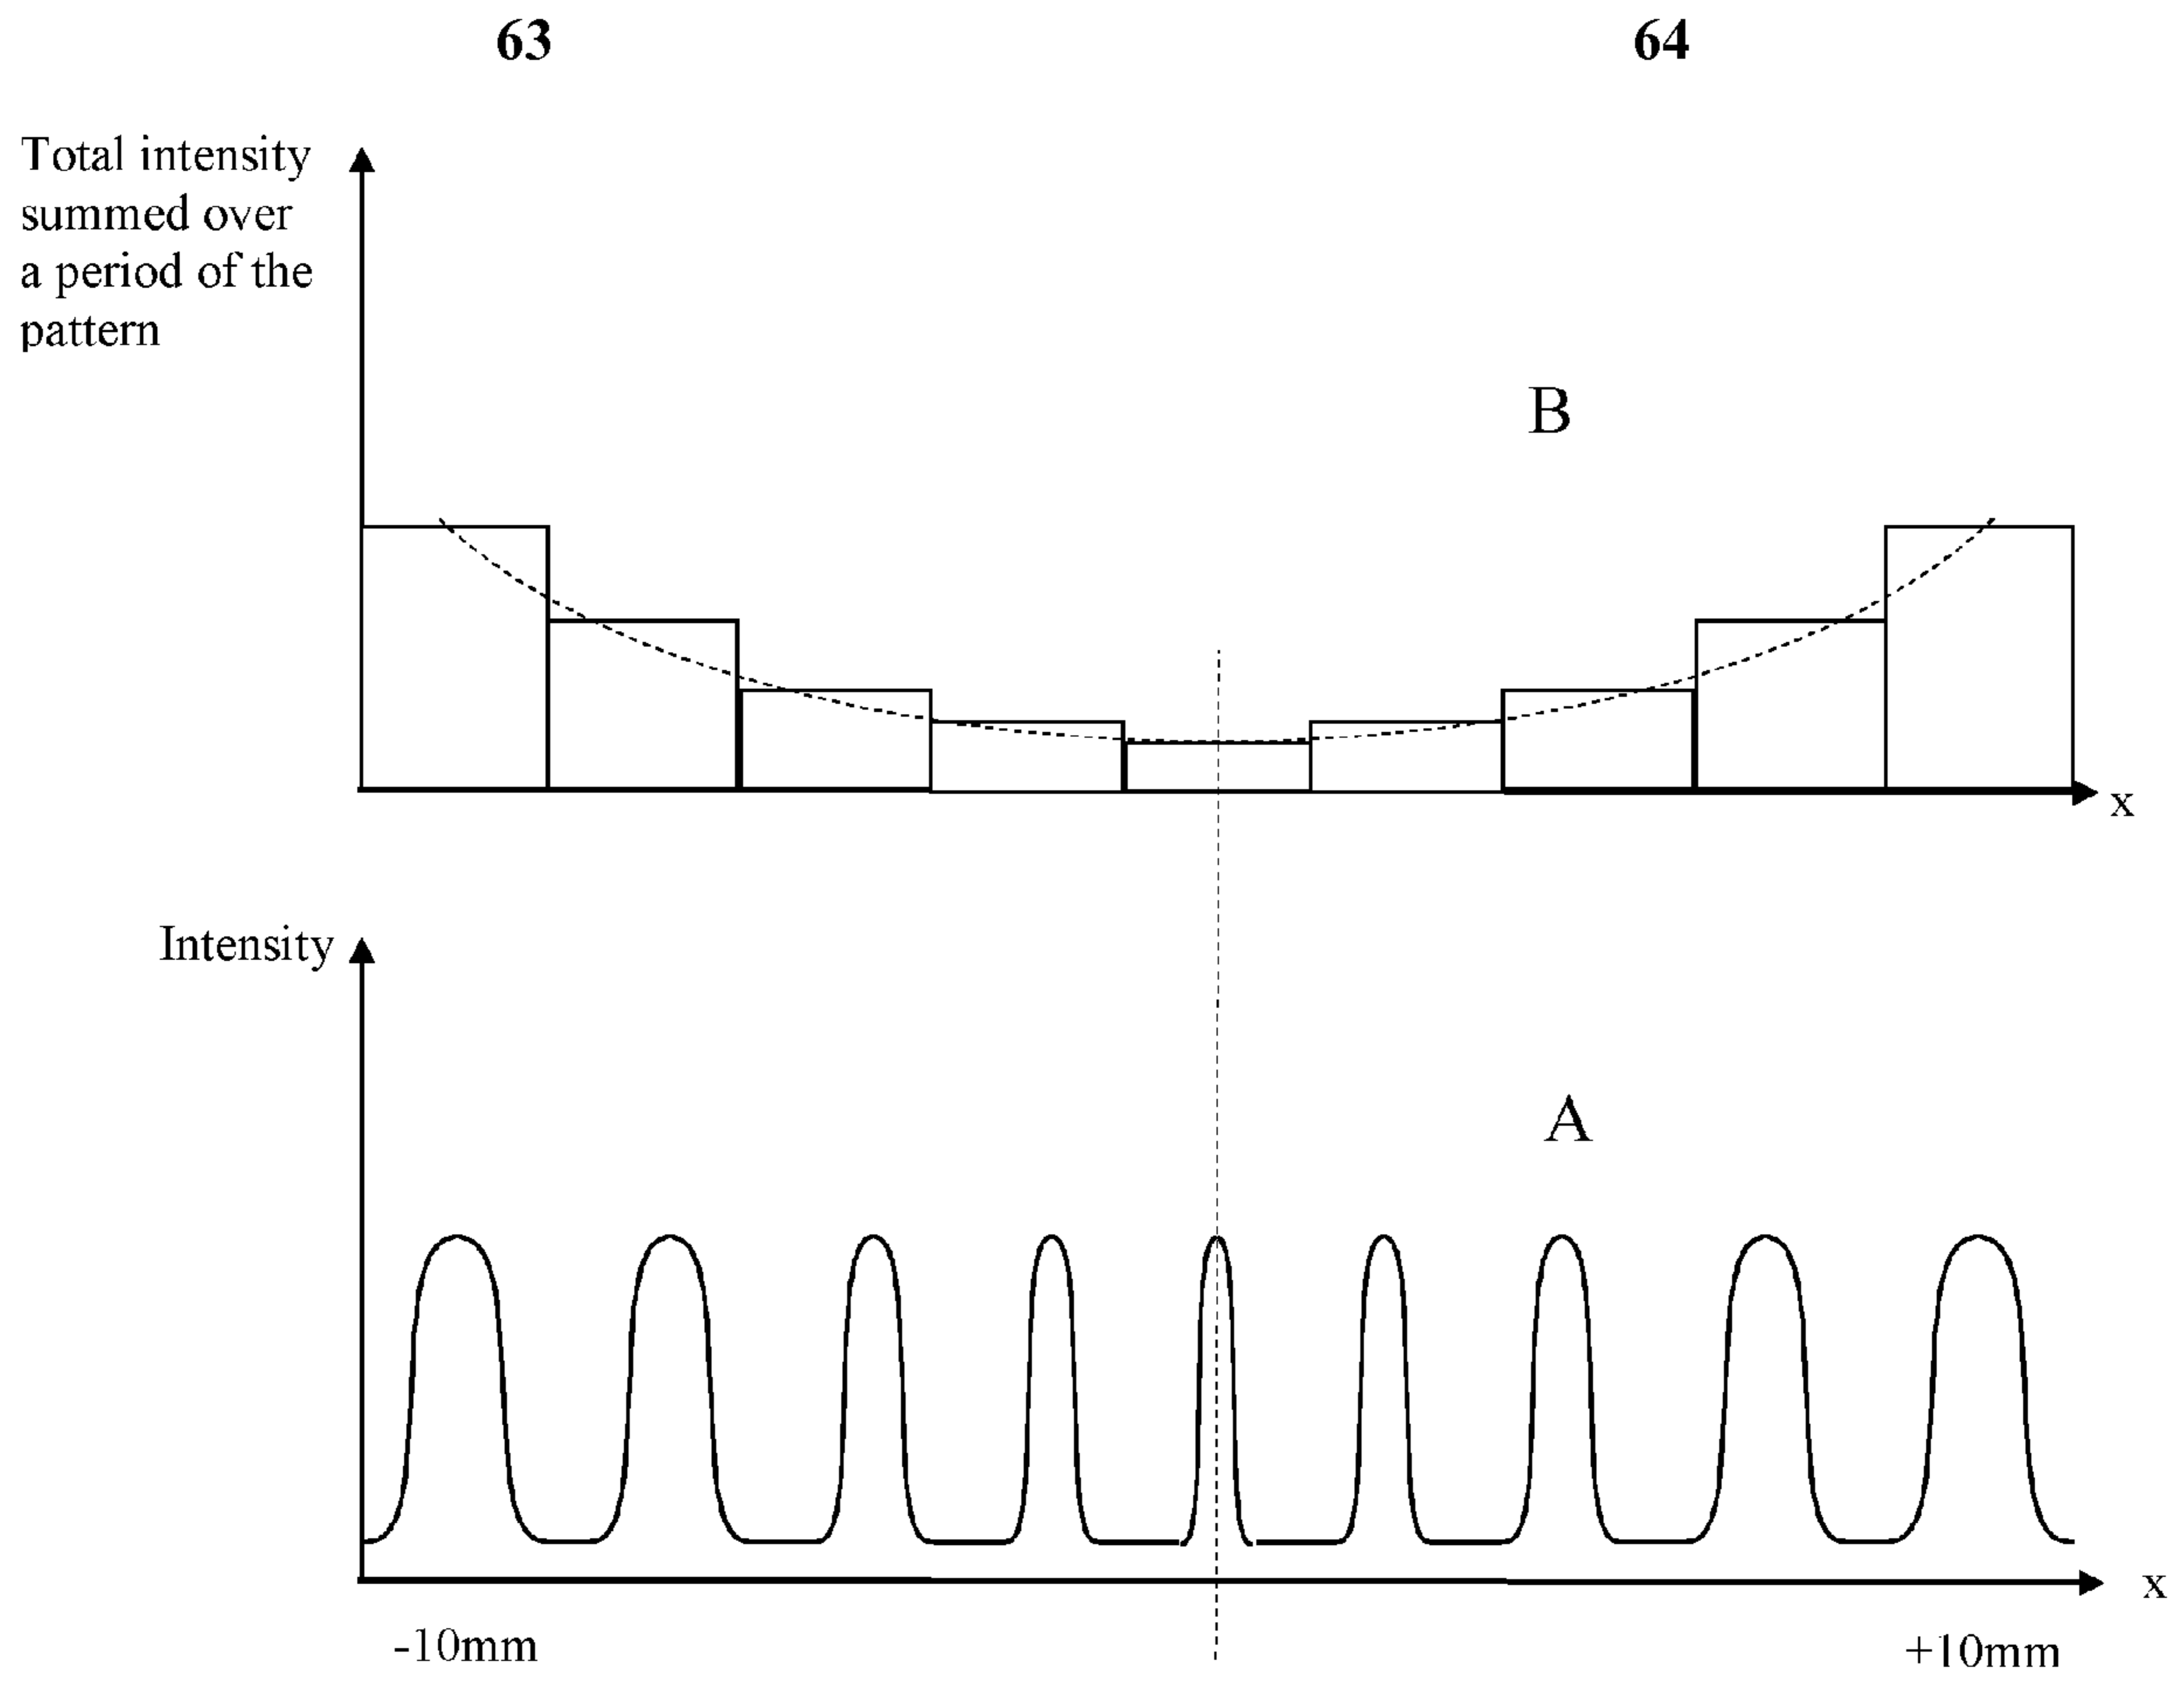 63
64
Total intensity
summed over
a period of the
pattern
B
x
Intensity
A
x
-10mm
+10mm